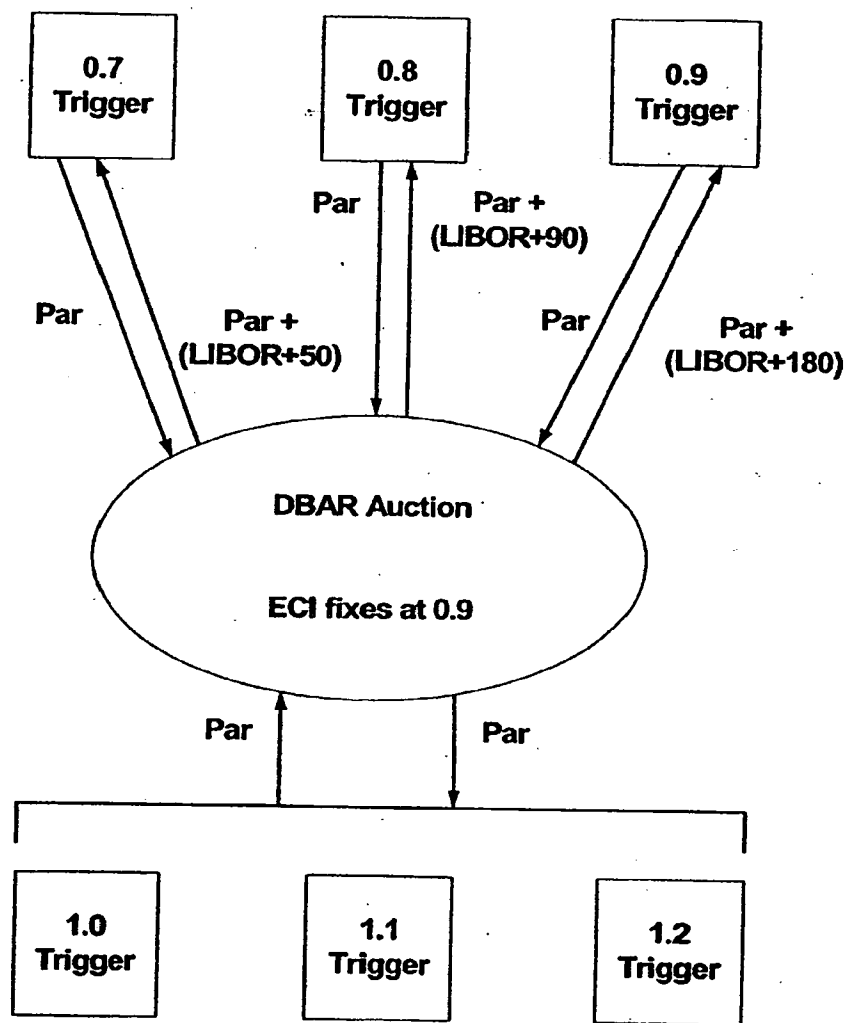 0.7
Trigger
0.8
Trigger
0.9
Trigger
Par
Par +
(LIBOR+50)
Par
Par +
(LIBOR+90)
Par
Par +
(LIBOR+180)
DBAR Auction
ECI fixes at 0.9
Par
Par
1.0
Trigger
1.1
Trigger
1.2
Trigger